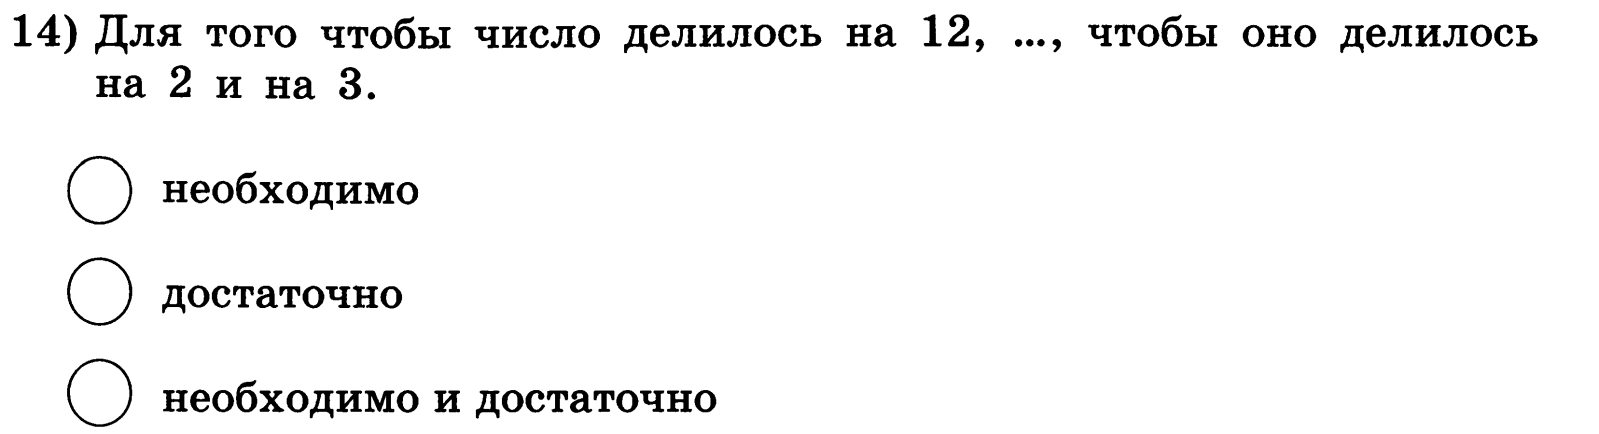 14) Для того чтобы число делилось на 12, ..., чтобы оно делилось
на 2 и на 3.
необходимо
достаточно
необходимо и достаточно